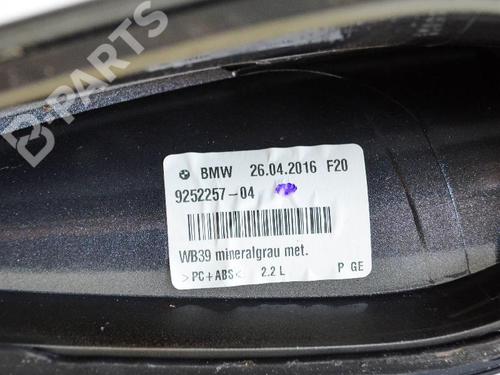 B-PARTS
BMW 26.04.2016 F20
9252257-04
WB39 mineralgrau met.
>PC+ABS< 2.2 L P GE